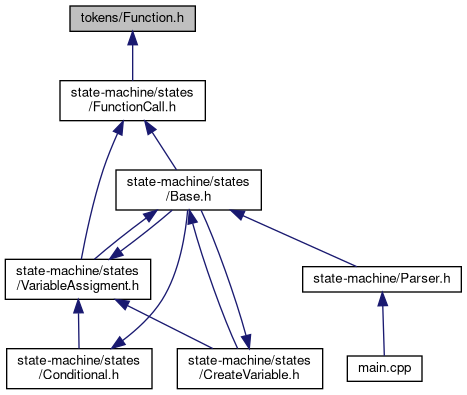 tokens/Function.h
state-machine/states
/FunctionCall.h
state-machine/states
/Base.h
state-machine/states
/VariableAssigment.h
state-machine/Parser.h
state-machine/states
/Conditional.h
state-machine/states
/CreateVariable.h
main.cpp